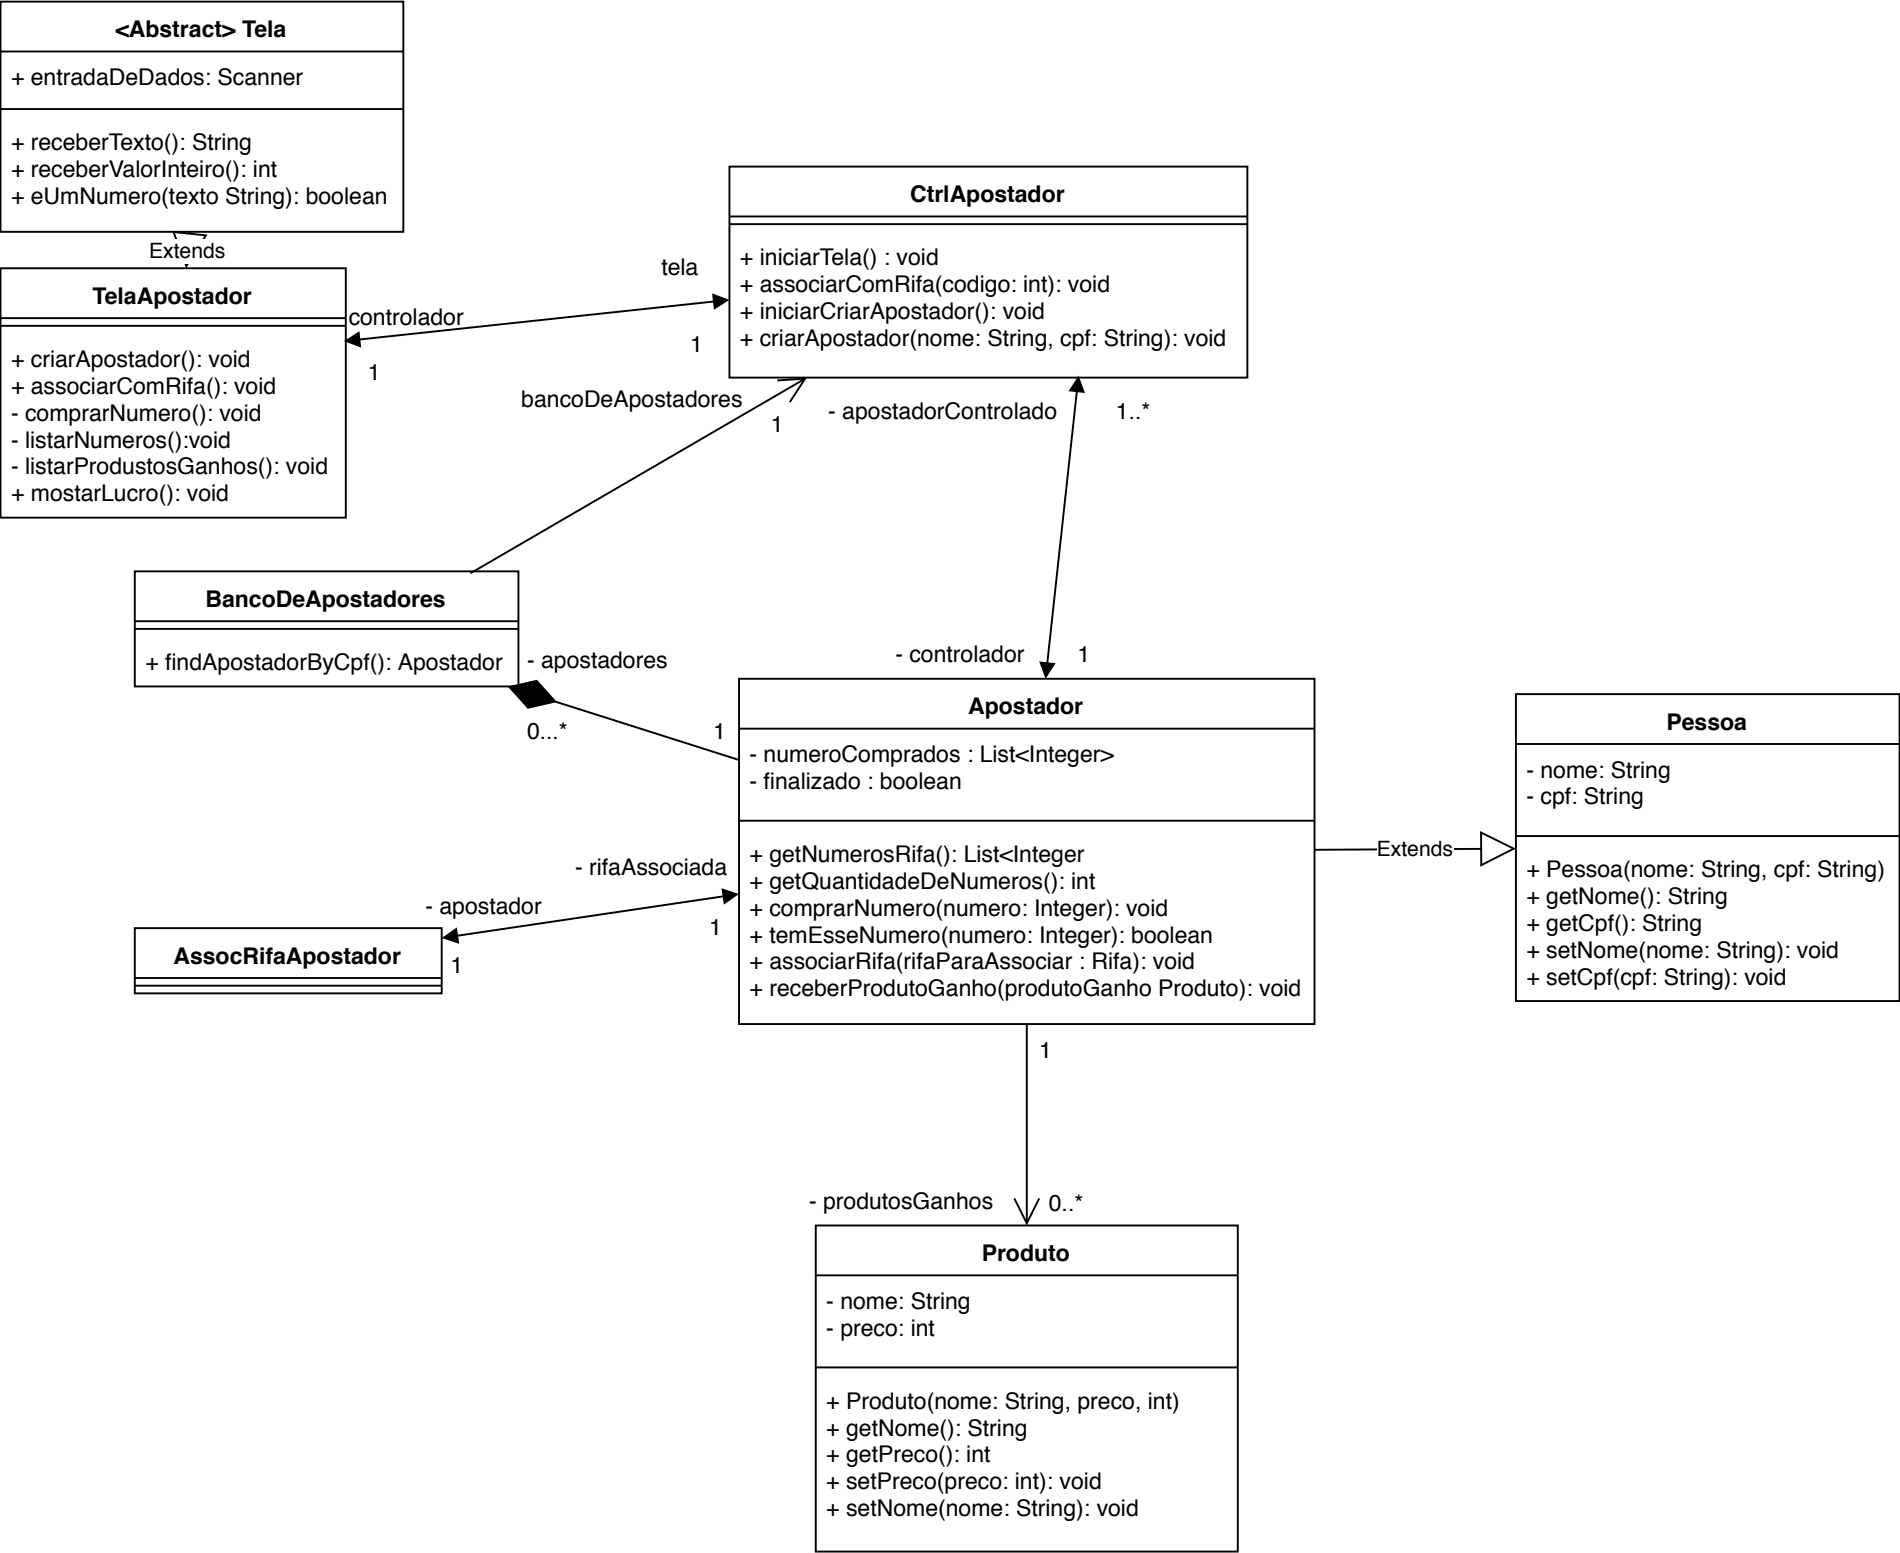 <Abstract> Tela
+ entradaDeDados: Scanner
+ receberTexto(): String
+ receberValorInteiro(): int
+ eUmNumero(texto String): boolean
Extends
TelaApostador
+ criarApostador(): void
+ associarComRifa(): void
- comprarNumero(): void
- listarNumeros():void
- listarProdustosGanhos(): void
+ mostarLucro(): void
controlador
1
tela
1
CtrlApostador
+ iniciarTela() : void
+ associarComRifa(codigo: int): void
+ iniciarCriarApostador(): void
+ criarApostador(nome: String, cpf: String): void
bancoDeApostadores
1
- apostadorControlado
1..*
BancoDeApostadores
+ findApostadorByCpf(): Apostador
- apostadores
0...*
1
- controlador
1
Apostador
- numeroComprados : List<Integer>
- finalizado : boolean
+ getNumerosRifa(): List<Integer
+ getQuantidadeDeNumeros(): int
+ comprarNumero(numero: Integer): void
+ temEsseNumero(numero: Integer): boolean
+ associarRifa(rifaParaAssociar : Rifa): void
+ receberProdutoGanho(produtoGanho Produto): void
Extends
Pessoa
- nome: String
- cpf: String
+ Pessoa(nome: String, cpf: String)
+ getNome(): String
+ getCpf(): String
+ setNome(nome: String): void
+ setCpf(cpf: String): void
- rifaAssociada
1
- apostador
1
AssocRifaApostador
1
- produtosGanhos
0..*
Produto
- nome: String
- preco: int
+ Produto(nome: String, preco, int)
+ getNome(): String
+ getPreco(): int
+ setPreco(preco: int): void
+ setNome(nome: String): void